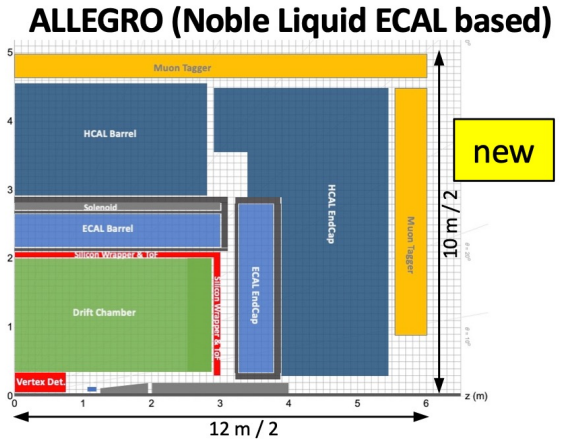 ALLEGRO (Noble Liquid ECAL based)
5
Muon Tagger
4
HCAL Barrel
new
3
Solenoid
HCAL EndCap
ECAL Barrel
Muon Tagger
10 m / 2
2
Silicon Wrapper & ToF
ECAL EndCap
Silicon Wrapper & ToF
Drift Chamber
1
Vertex Det.
0
0 1 2 3 4 5 6 z (m)
12 m / 2